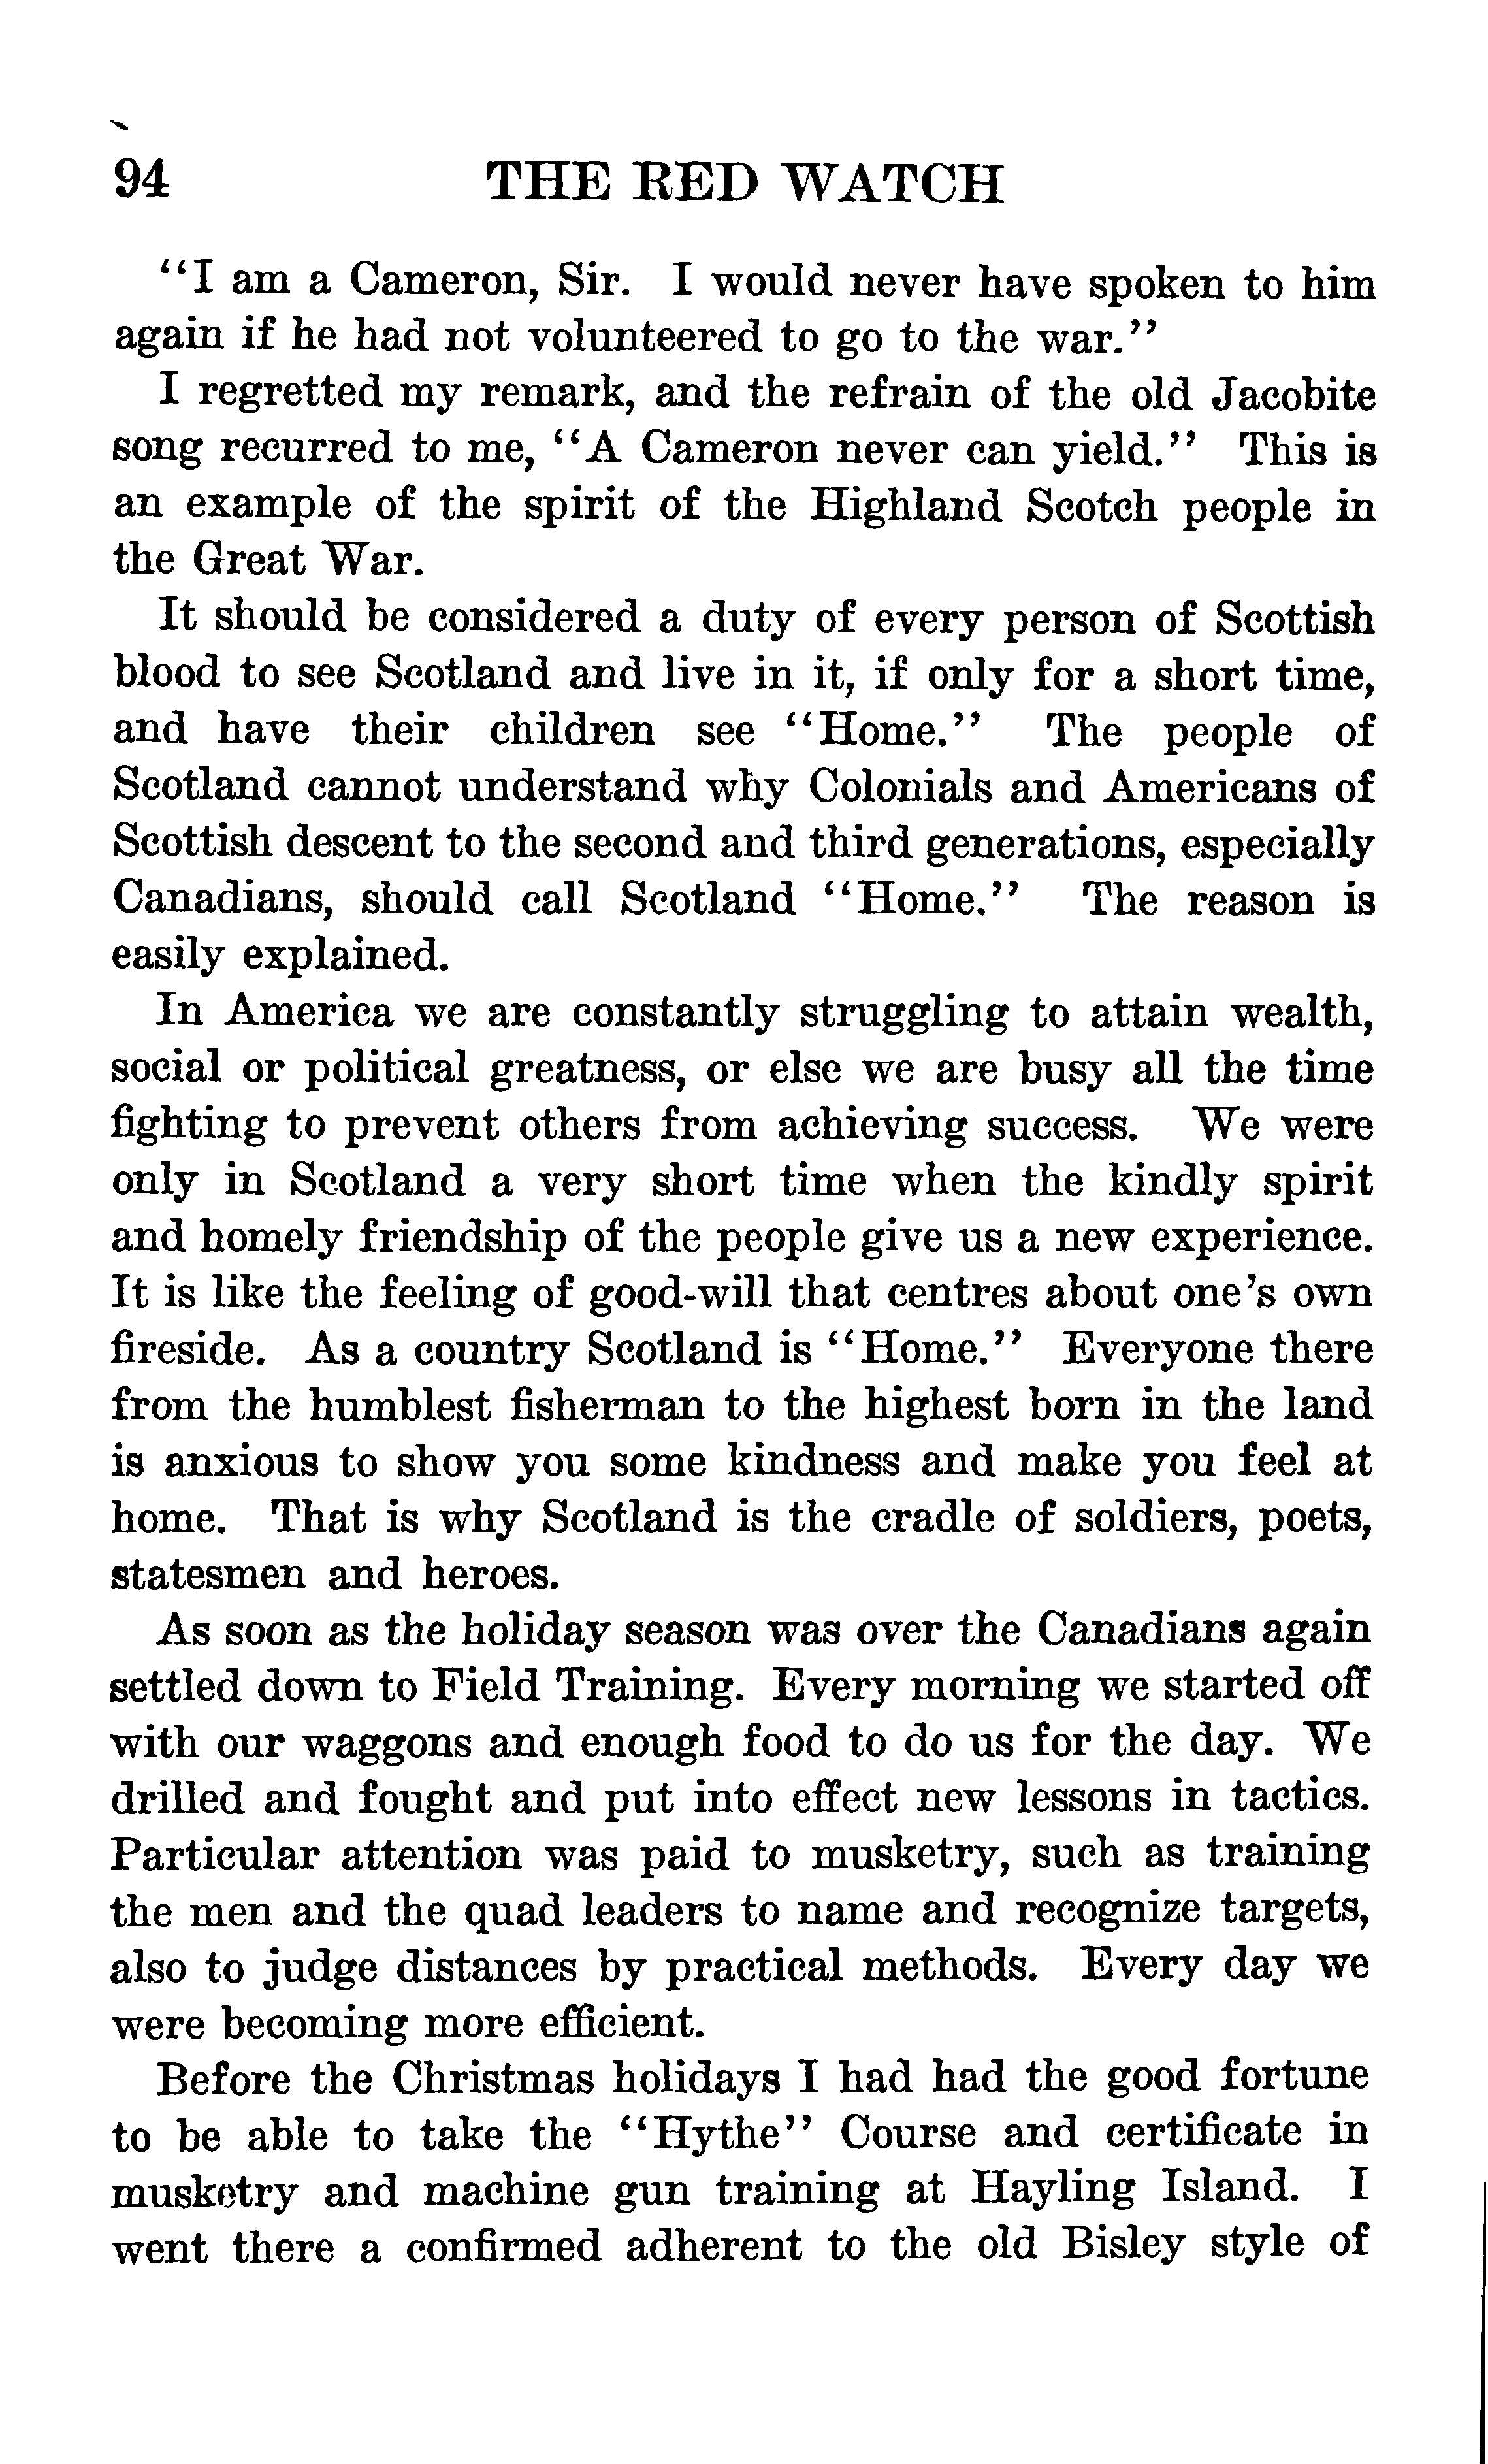 94 THE RED WATCH
"I am a Cameron, Sir. I would never have spoken to him
again if he had not volunteered to go to the war."
I regretted my remark, and the refrain of the old Jacobite
song recurred to me, "A Cameron never can yield." This is
an example of the spirit of the Highland Scotch people in
the Great War.
It should be considered a duty of every person of Scottish
blood to see Scotland and live in it, if only for a short time,
and have their children see "Home." The people of
Scotland cannot understand why Colonials and Americans of
Scottish descent to the second and third generations, especially
Canadians, should call Scotland "Home." The reason is
easily explained.
In America we are constantly struggling to attain wealth,
social or political greatness, or else we are busy all the time
fighting to prevent others from achieving success. We were
only in Scotland a very short time when the kindly spirit
and homely friendship of the people give us a new experience.
It is like the feeling of good-will that centres about one's own
fireside. As a country Scotland is "Home." Everyone there
from the humblest fisherman to the highest born in the land
is anxious to show you some kindness and make you feel at
home. That is why Scotland is the cradle of soldiers, poets,
statesmen and heroes.
As soon as the holiday season was over the Canadians again
settled down to Field Training. Every morning we started off
with our waggons and enough food to do us for the day. We
drilled and fought and put into effect new lessons in tactics.
Particular attention was paid to musketry, such as training
the men and the quad leaders to name and recognize targets,
also to judge distances by practical methods. Every day we
were becoming more efficient.
Before the Christmas holidays I had had the good fortune
to be able to take the "Hythe" Course and certificate in
musketry and machine gun training at Hayling Island. I
went there a confirmed adherent to the old Bisley style of